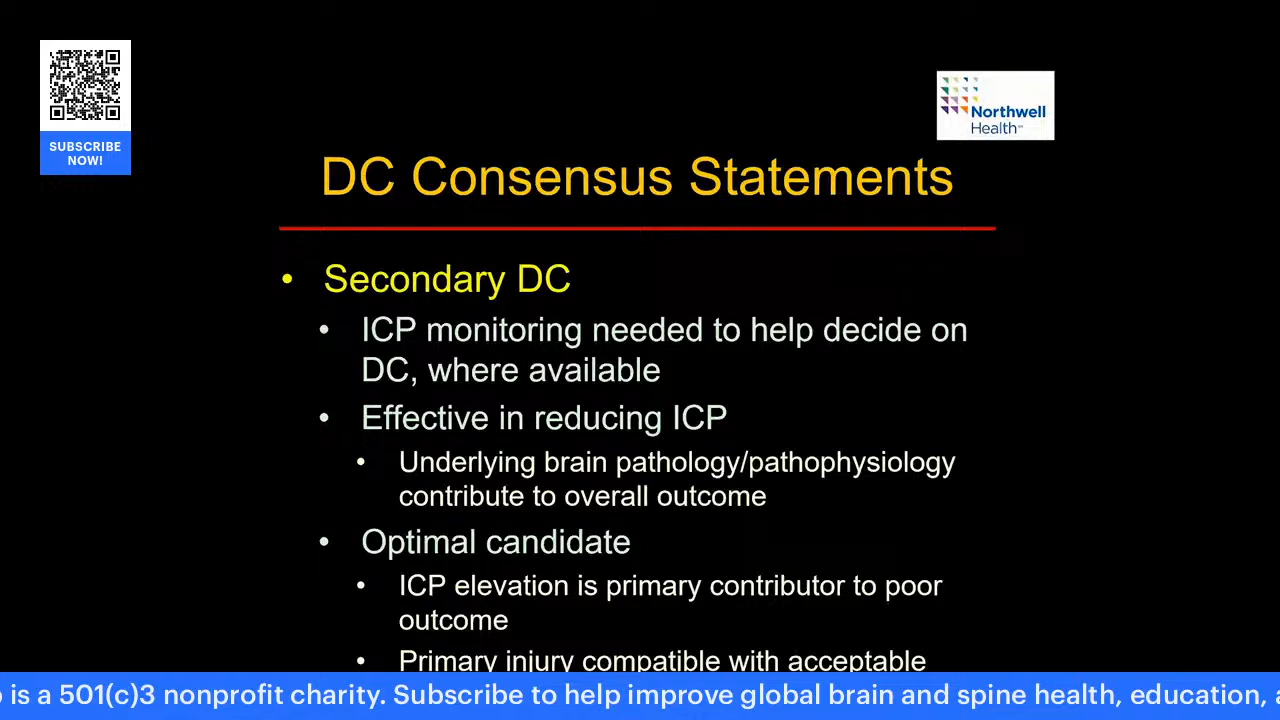 SUBSCRIBE
NOW!
Northwell
Health℠
DC Consensus Statements
• Secondary DC
• ICP monitoring needed to help decide on
DC, where available
• Effective in reducing ICP
• Underlying brain pathology/pathophysiology
contribute to overall outcome
• Optimal candidate
• ICP elevation is primary contributor to poor
outcome
• Primary injury compatible with acceptable
is a 501(c)3 nonprofit charity. Subscribe to help improve global brain and spine health, education,